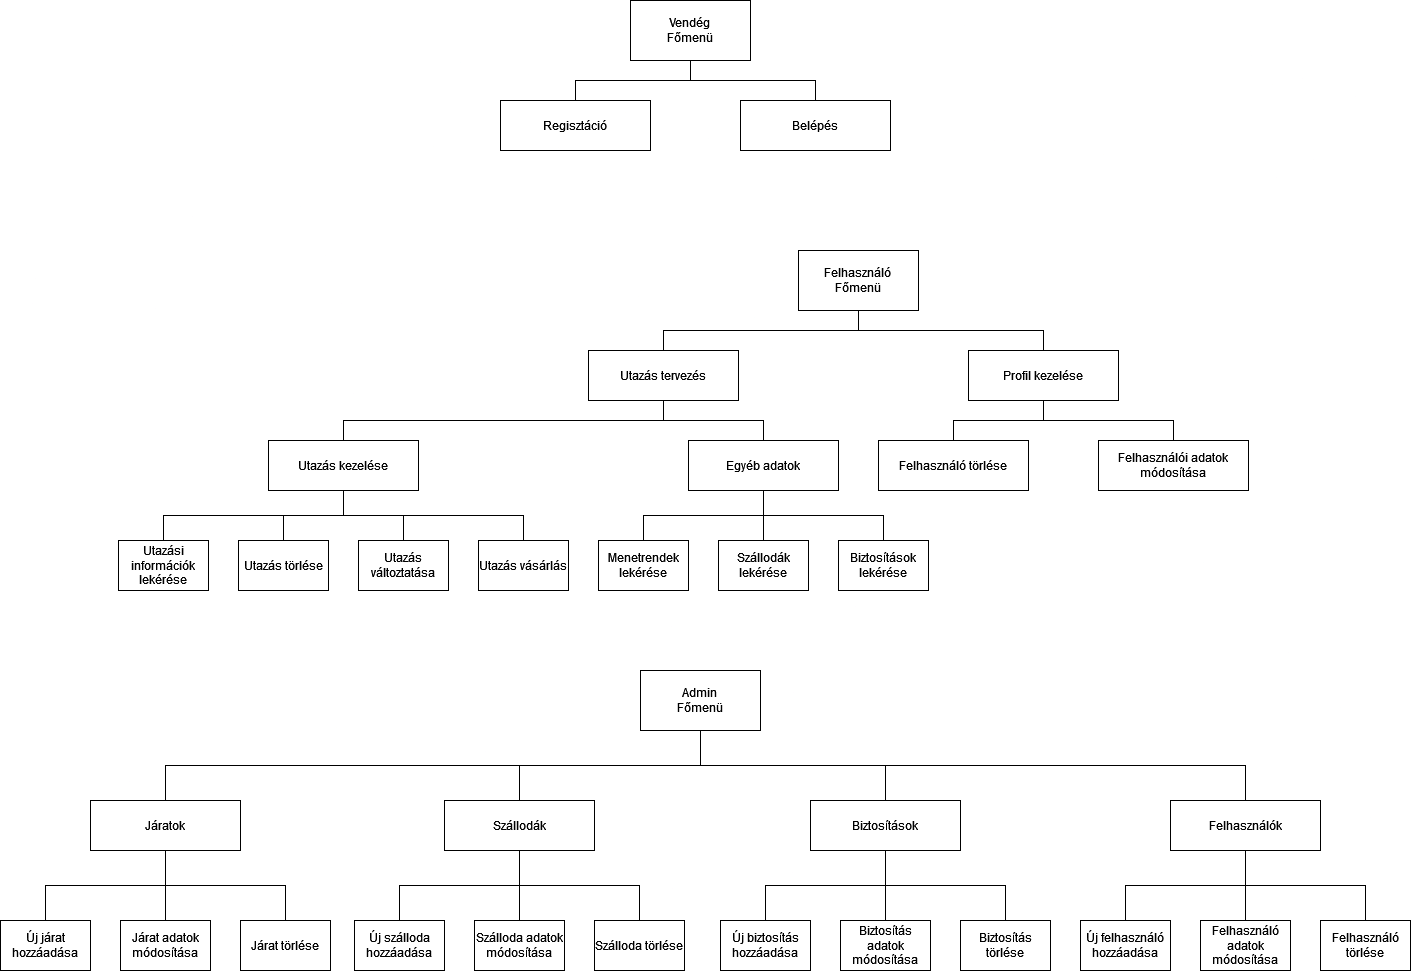 Vendég
Főmenü
Regisztáció
Belépés
Felhasználó
Főmenü
Utazás tervezés
Profil kezelése
Utazás kezelése
Egyéb adatok
Felhasználó törlése
Felhasználói adatok
módosítása
Utazási
információk
lekérése
Utazás törlése
Utazás
változtatása
Utazás vásárlás
Menetrendek
lekérése
Szállodák
lekérése
Biztosítások
lekérése
Admin
Főmenü
Járatok
Szállodák
Biztosítások
Felhasználók
Új járat
hozzáadása
Járat adatok
módosítása
Járat törlése
Új szálloda
hozzáadása
Szálloda adatok
módosítása
Szálloda törlése
Új biztosítás
hozzáadása
Biztosítás
adatok
módosítása
Biztosítás
törlése
Új felhasználó
hozzáadása
Felhasználó
adatok
módosítása
Felhasználó
törlése